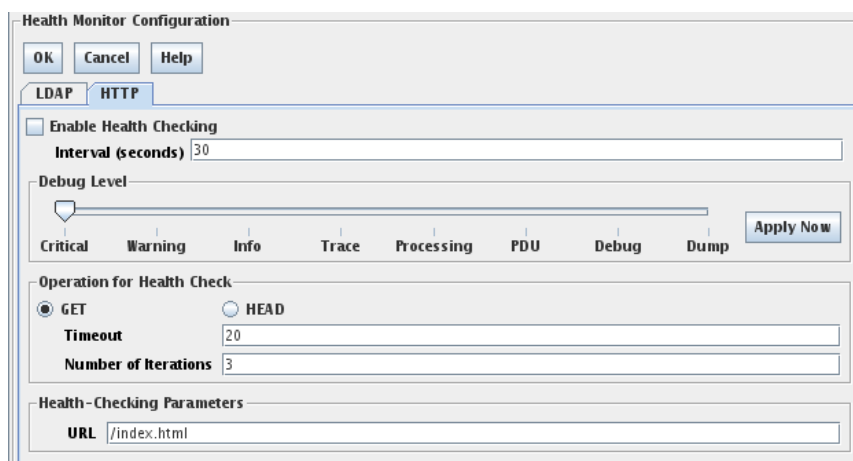 Health Monitor Configuration
OK Cancel Help
LDAP HTTP
Enable Health Checking
Interval (seconds) 30
Debug Level
Critical Warning Info Trace Processing PDU Debug Dump
Apply Now
Operation for Health Check
GET HEAD
Timeout 20
Number of Iterations 3
Health-Checking Parameters
URL /index.html